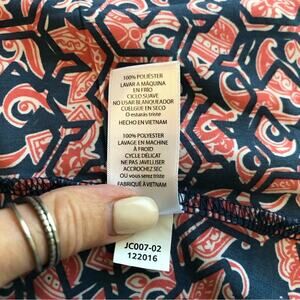 100% POLIÉSTER
LAVAR A MÁQUINA
EN FRÍO
CICLO SUAVE
NO USAR BLANQUEADOR
CUELGUE EN SECO
O estarás triste
HECHO EN VIETNAM
100% POLYESTER
LAVAGE EN MACHINE
À FROID
CYCLE DÉLICAT
NE PAS JAVELLISER
ACCROCHEZ SEC
OU vous serez triste
FABRIQUÉ À VIETNAM
JC007-02
122016